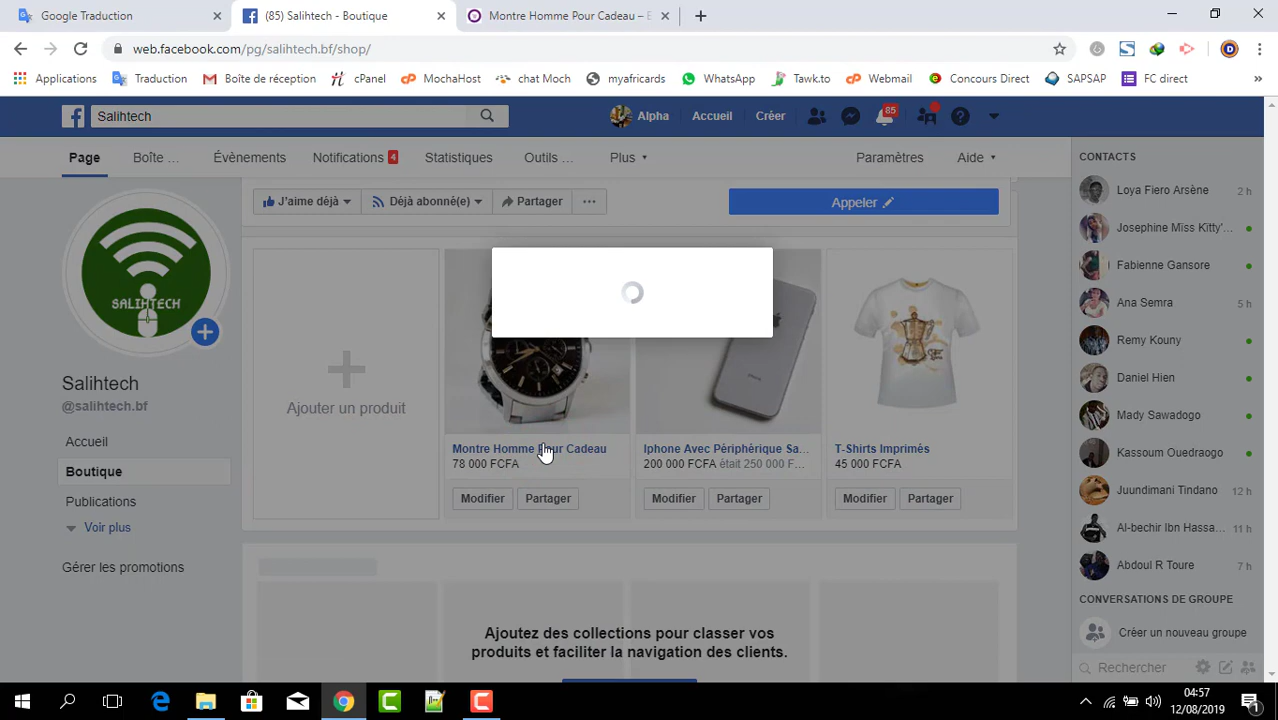 Google Traduction
(85) Salihtech - Boutique
Montre Homme Pour Cadeau – E
web.facebook.com/pg/salihtech.bf/shop/
Applications
Traduction
Boîte de réception
cPanel
MochaHost
chat Moch
myafricards
WhatsApp
Tawk.to
Webmail
Concours Direct
SAPSAP
FC direct
Salihtech
Alpha
Accueil
Créer
85
Page
Boîte ...
Évènements
Notifications 4
Statistiques
Outils ...
Plus
Paramètres
Aide
J'aime déjà
Déjà abonné(e)
Partager
Appeler
SALIHTECH
Salihtech
@salihtech.bf
Accueil
Boutique
Publications
Voir plus
Gérer les promotions
Ajouter un produit
Montre Homme Pour Cadeau
78 000 FCFA
Modifier
Partager
iPhone
Iphone Avec Périphérique Sa...
200 000 FCFA était 250 000 F...
Modifier
Partager
T-Shirts Imprimés
45 000 FCFA
Modifier
Partager
Ajoutez des collections pour classer vos
produits et faciliter la navigation des clients.
CONTACTS
Loya Fiero Arsène 2 h
Josephine Mïss Kïtty'...
Fabienne Gansore
Ana Semra 5 h
Remy Kouny
Daniel Hien
Mady Sawadogo
Kassoum Ouedraogo
Juundimani Tindano 12 h
Al-bechir Ibn Hassa... 11 h
Abdoul R Toure 7 h
CONVERSATIONS DE GROUPE
Créer un nouveau groupe
Rechercher
04:57
12/08/2019
1